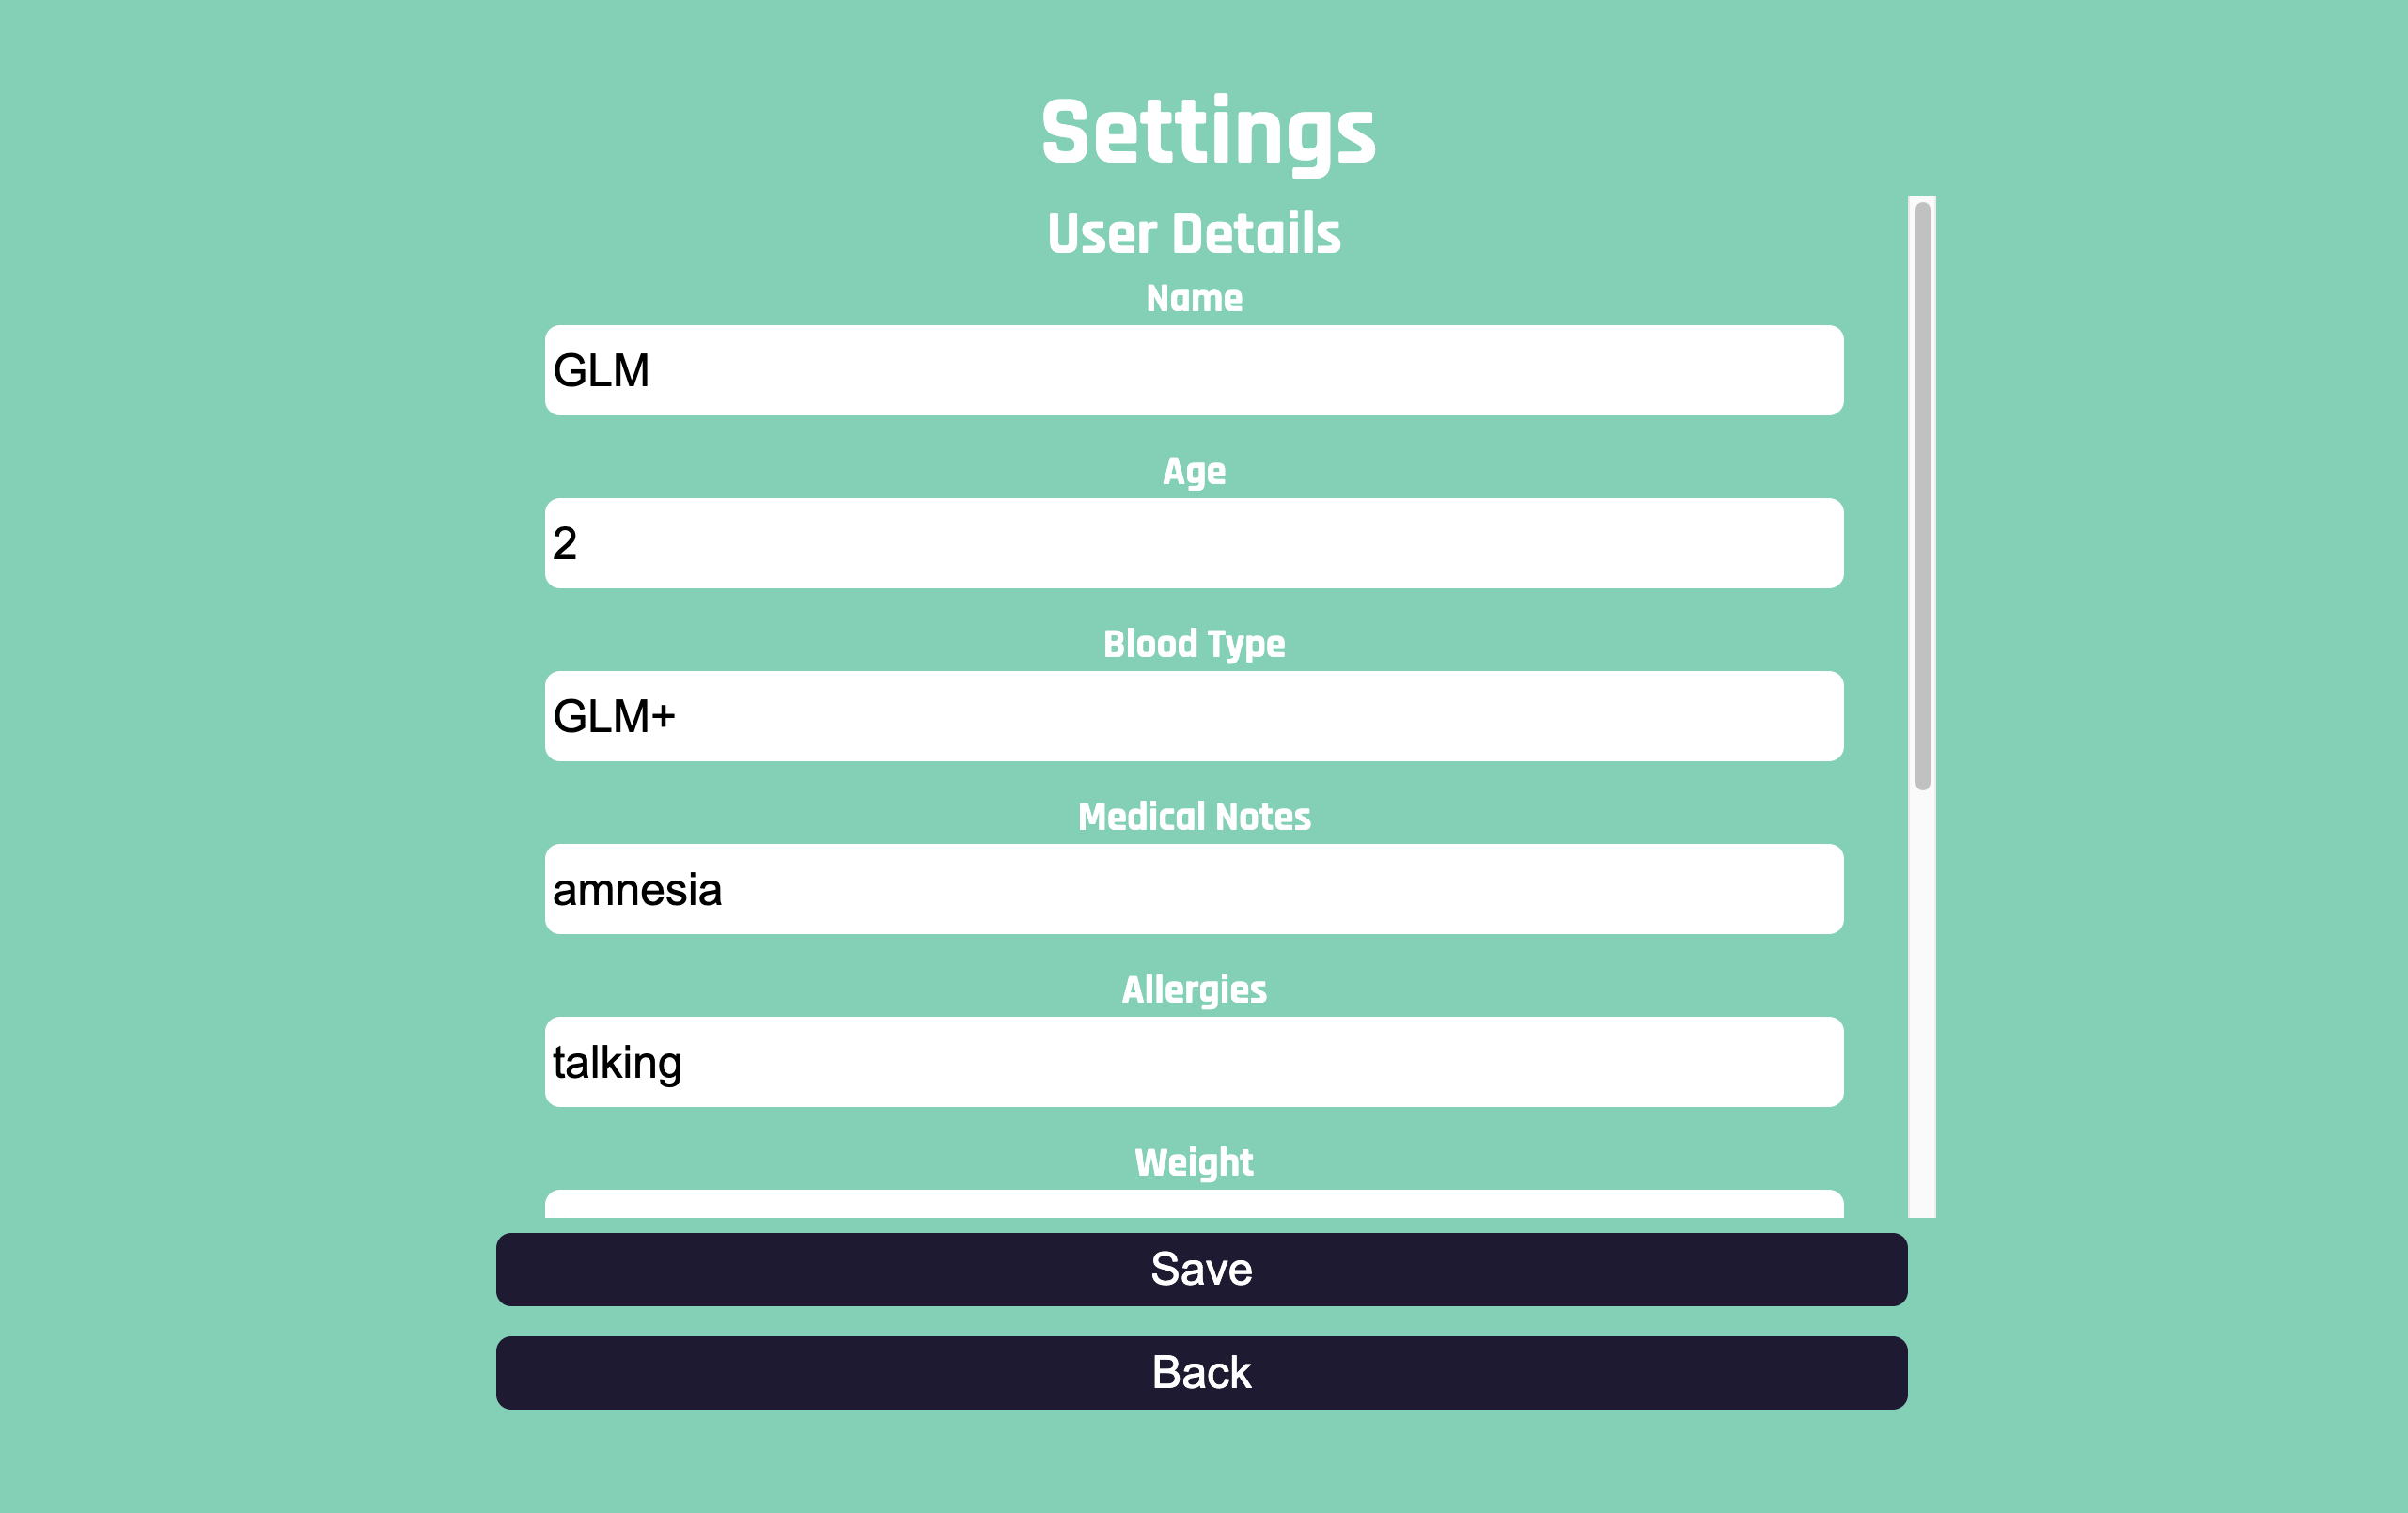 Settings
User Details
Name
GLM
Age
2
Blood Type
GLM+
Medical Notes
amnesia
Allergies
talking
Weight
Save
Back